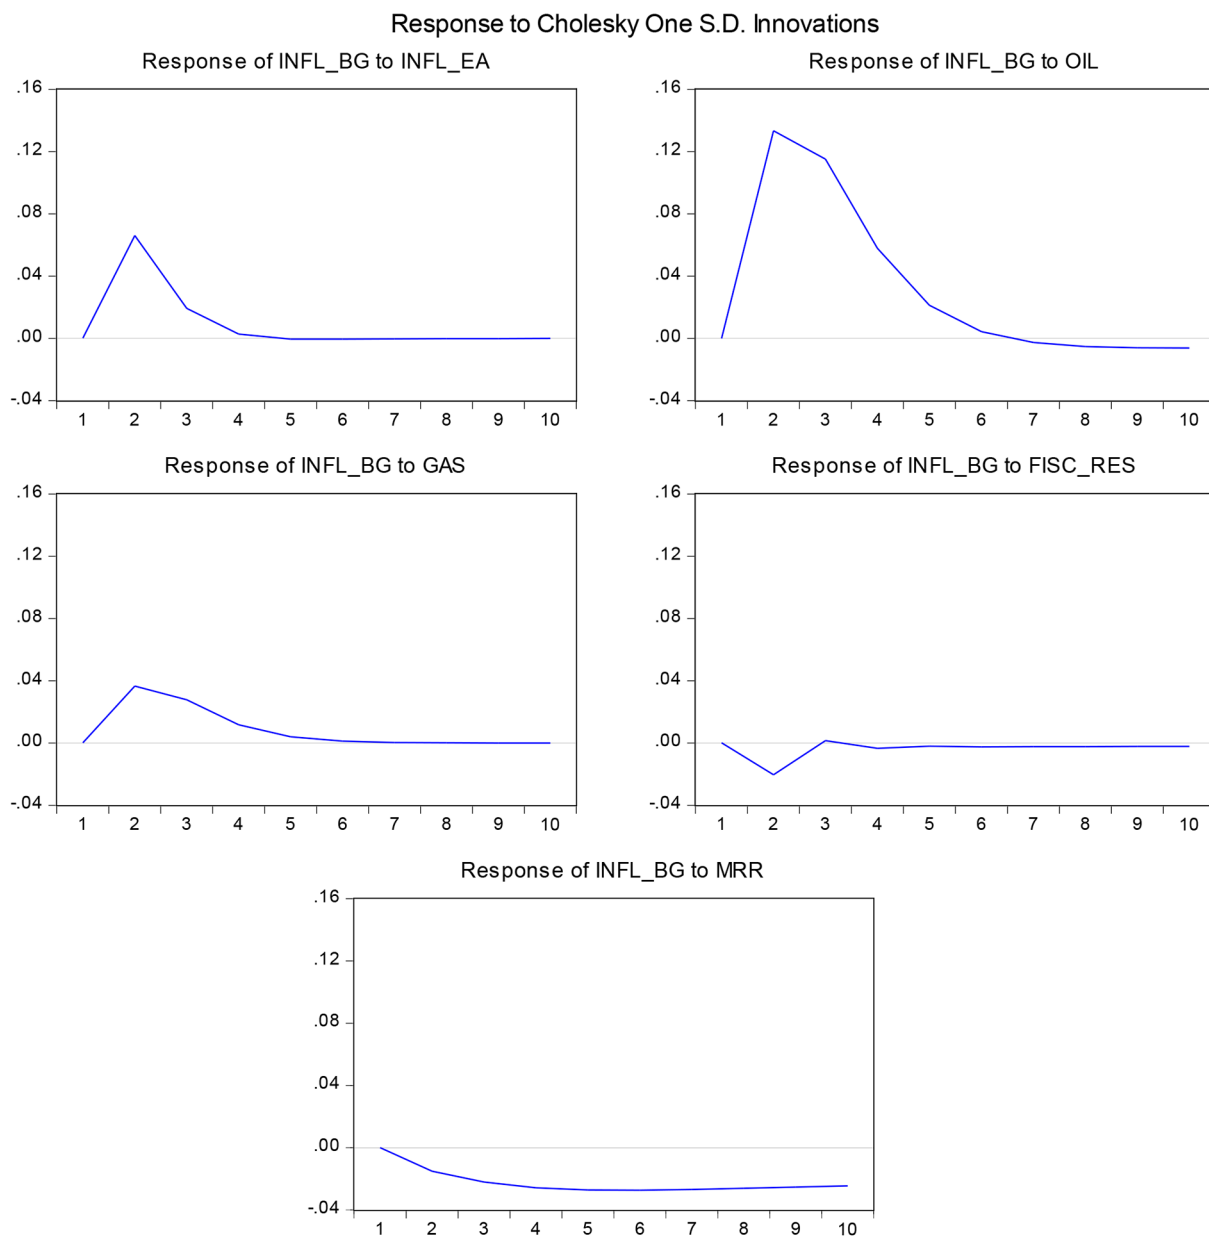 Response to Cholesky One S.D. Innovations
Response of INFL_BG to INFL_EA
.16
.12
.08
.04
.00
-.04
1 2 3 4 5 6 7 8 9 10
Response of INFL_BG to OIL
.16
.12
.08
.04
.00
-.04
1 2 3 4 5 6 7 8 9 10
Response of INFL_BG to GAS
.16
.12
.08
.04
.00
-.04
1 2 3 4 5 6 7 8 9 10
Response of INFL_BG to FISC_RES
.16
.12
.08
.04
.00
-.04
1 2 3 4 5 6 7 8 9 10
Response of INFL_BG to MRR
.16
.12
.08
.04
.00
-.04
1 2 3 4 5 6 7 8 9 10